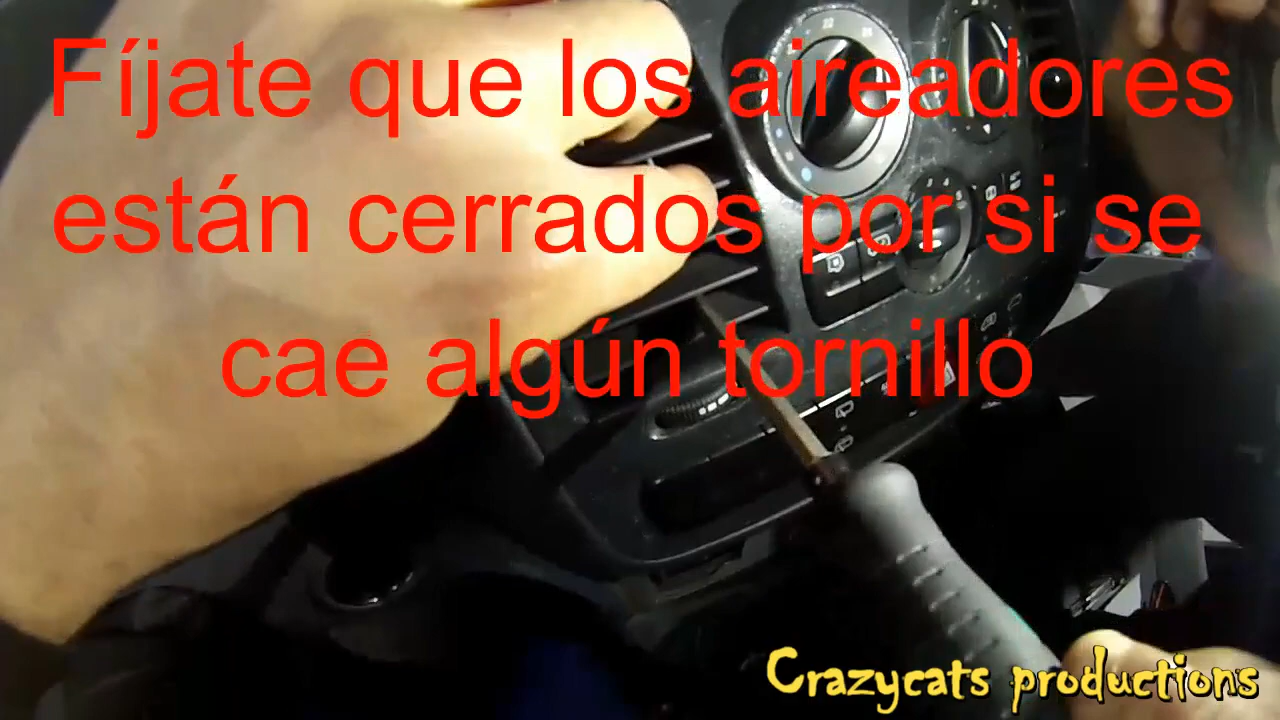 Fíjate que los aireadores
están cerrados por si se
cae algún tornillo
Crazycats productions